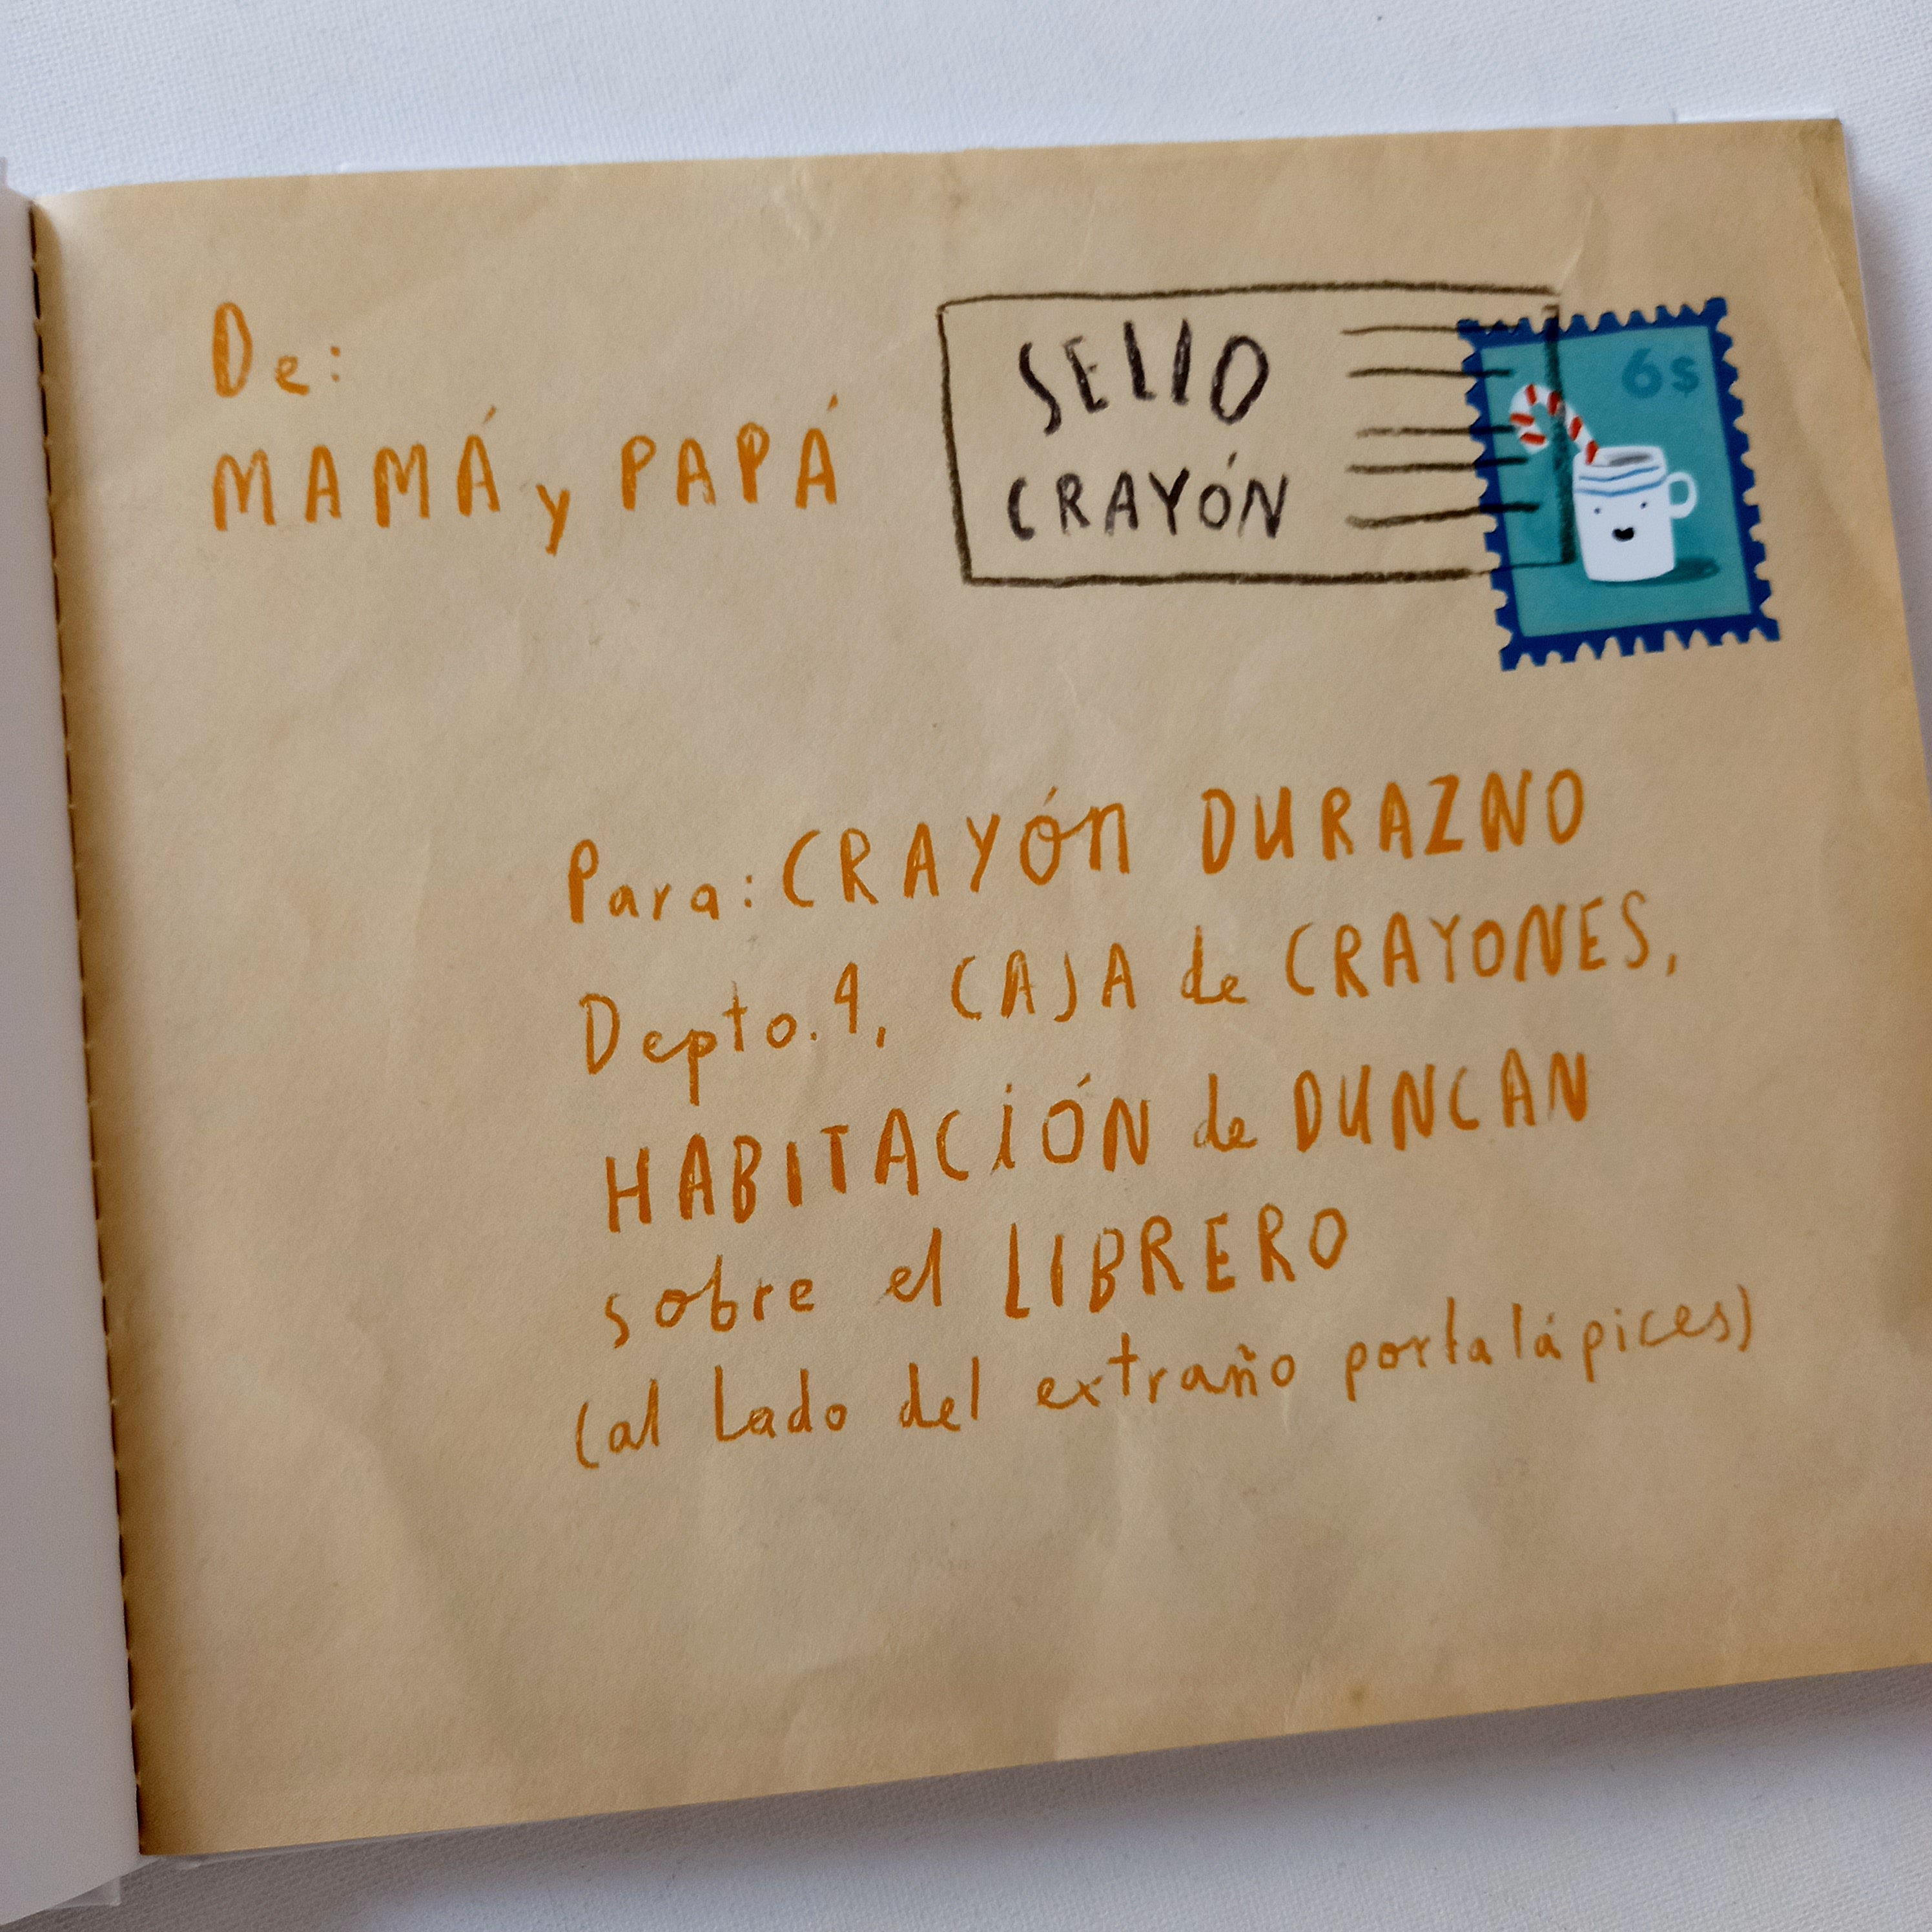 De:
MAMÁ y PAPÁ
SELLO
CRAYÓN
6$
Para: CRAYÓN DURAZNO
Depto. 9, CAJA de CRAYONES,
HABITACIÓN de DUNCAN
sobre el LIBRERO
(al lado del extraño portalápices)